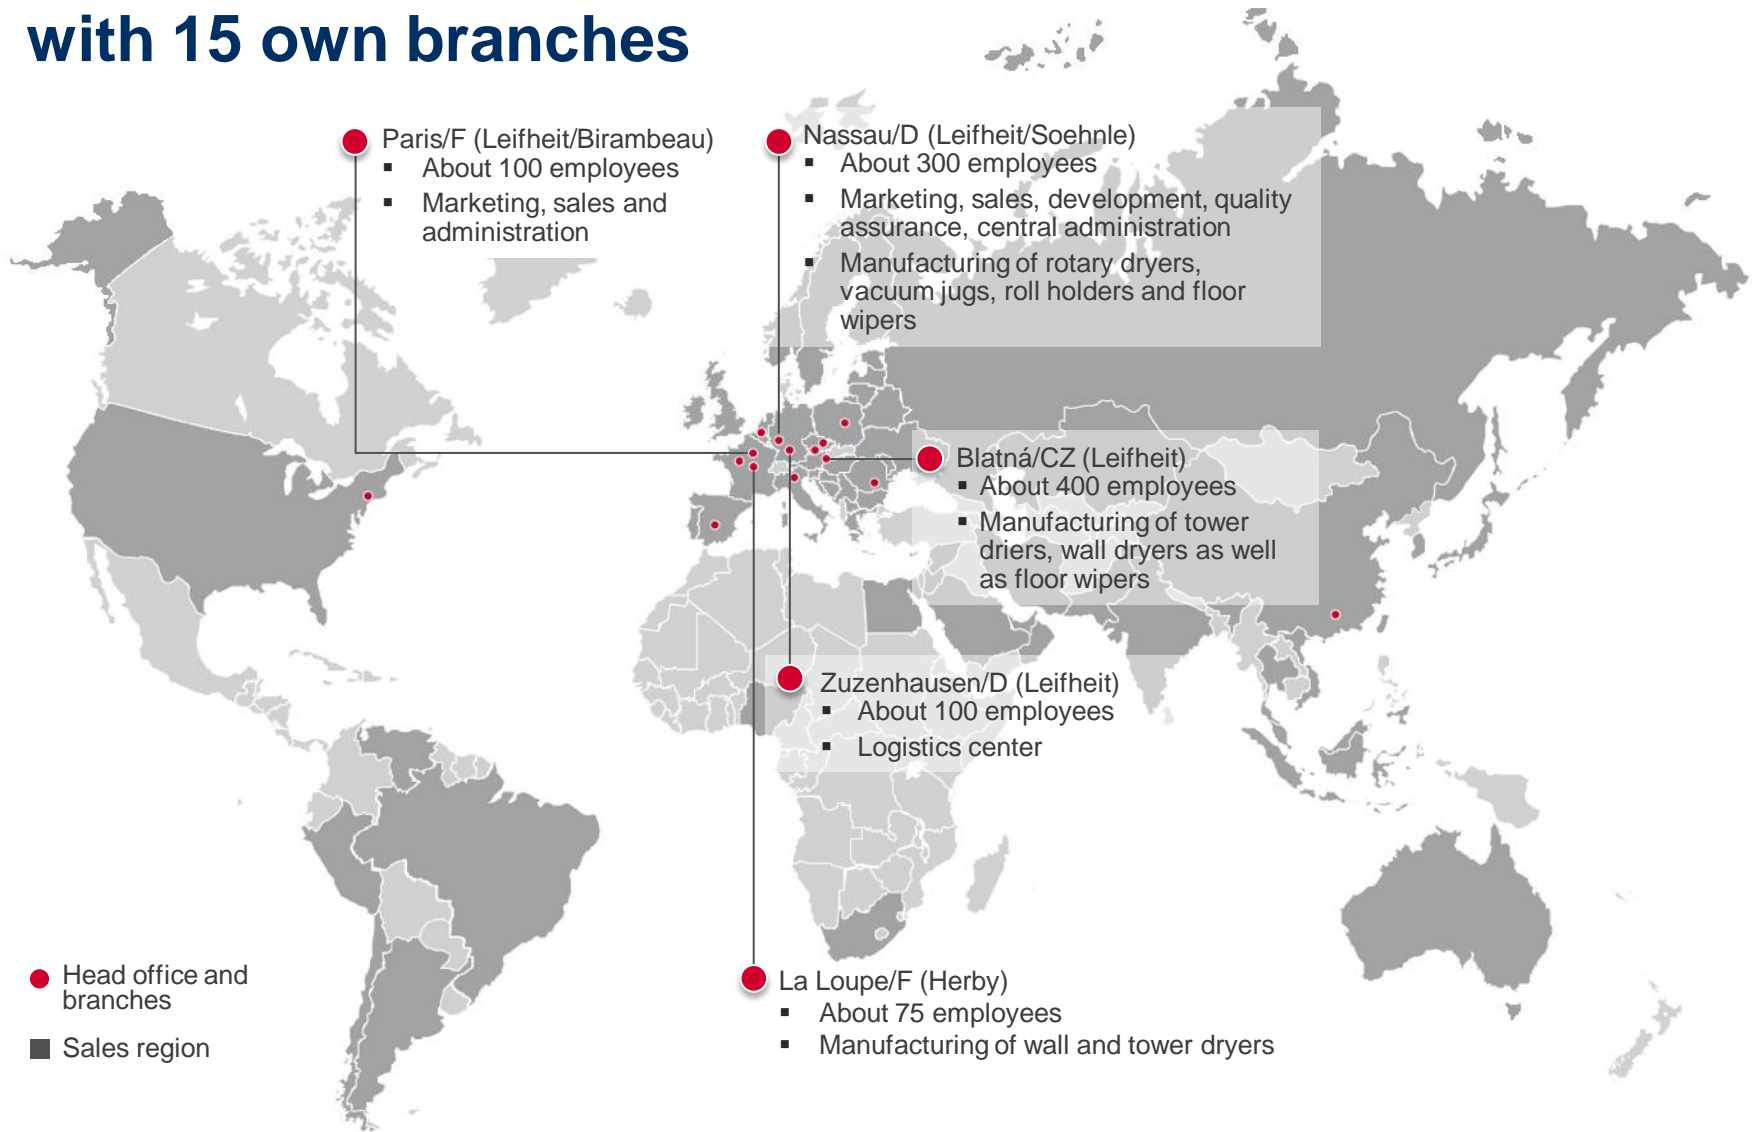 with 15 own branches
Paris/F (Leifheit/Birambeau)
▪ About 100 employees
▪ Marketing, sales and
administration
Nassau/D (Leifheit/Soehnle)
▪ About 300 employees
▪ Marketing, sales, development, quality
assurance, central administration
▪ Manufacturing of rotary dryers,
vacuum jugs, roll holders and floor
wipers
Blatná/CZ (Leifheit)
▪ About 400 employees
▪ Manufacturing of tower
driers, wall dryers as well
as floor wipers
Zuzenhausen/D (Leifheit)
▪ About 100 employees
▪ Logistics center
La Loupe/F (Herby)
▪ About 75 employees
▪ Manufacturing of wall and tower dryers
Head office and
branches
Sales region